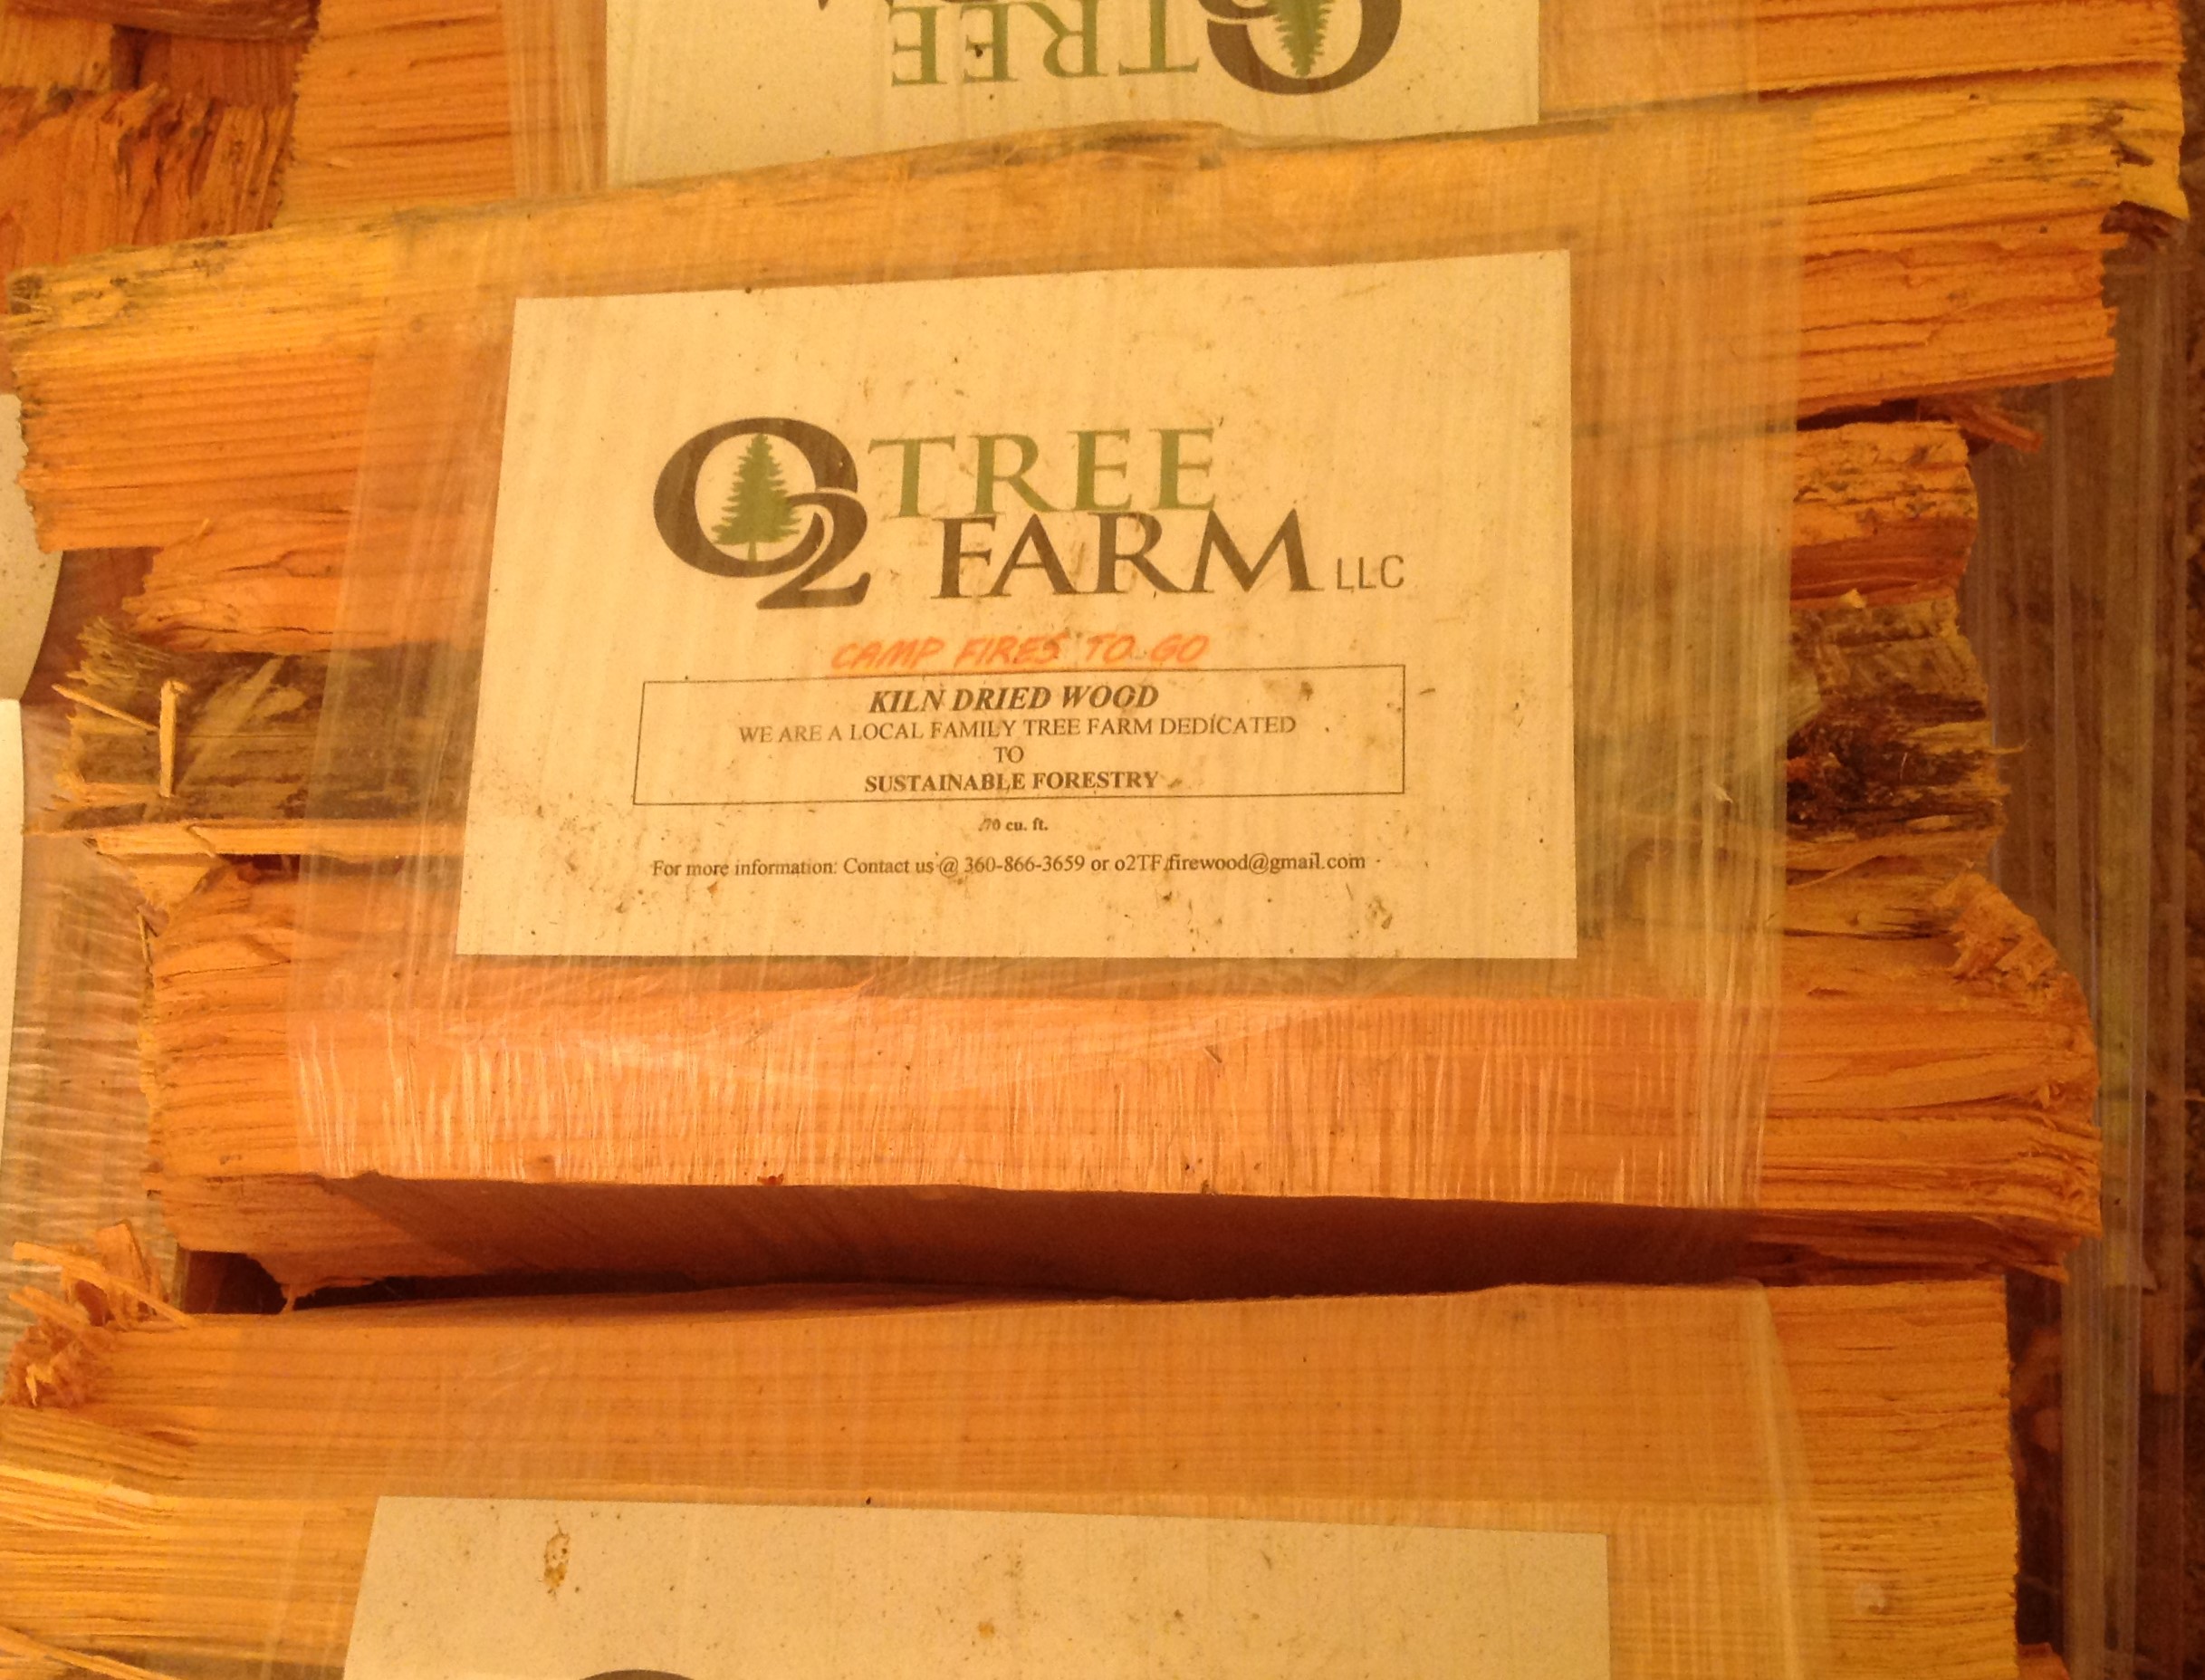 TREE
O2 TREE
FARM LLC
CAMP FIRES TO GO
KILN DRIED WOOD
WE ARE A LOCAL FAMILY TREE FARM DEDICATED
TO
SUSTAINABLE FORESTRY
.70 cu. ft.
For more information: Contact us @ 360-866-3659 or o2TF.firewood@gmail.com